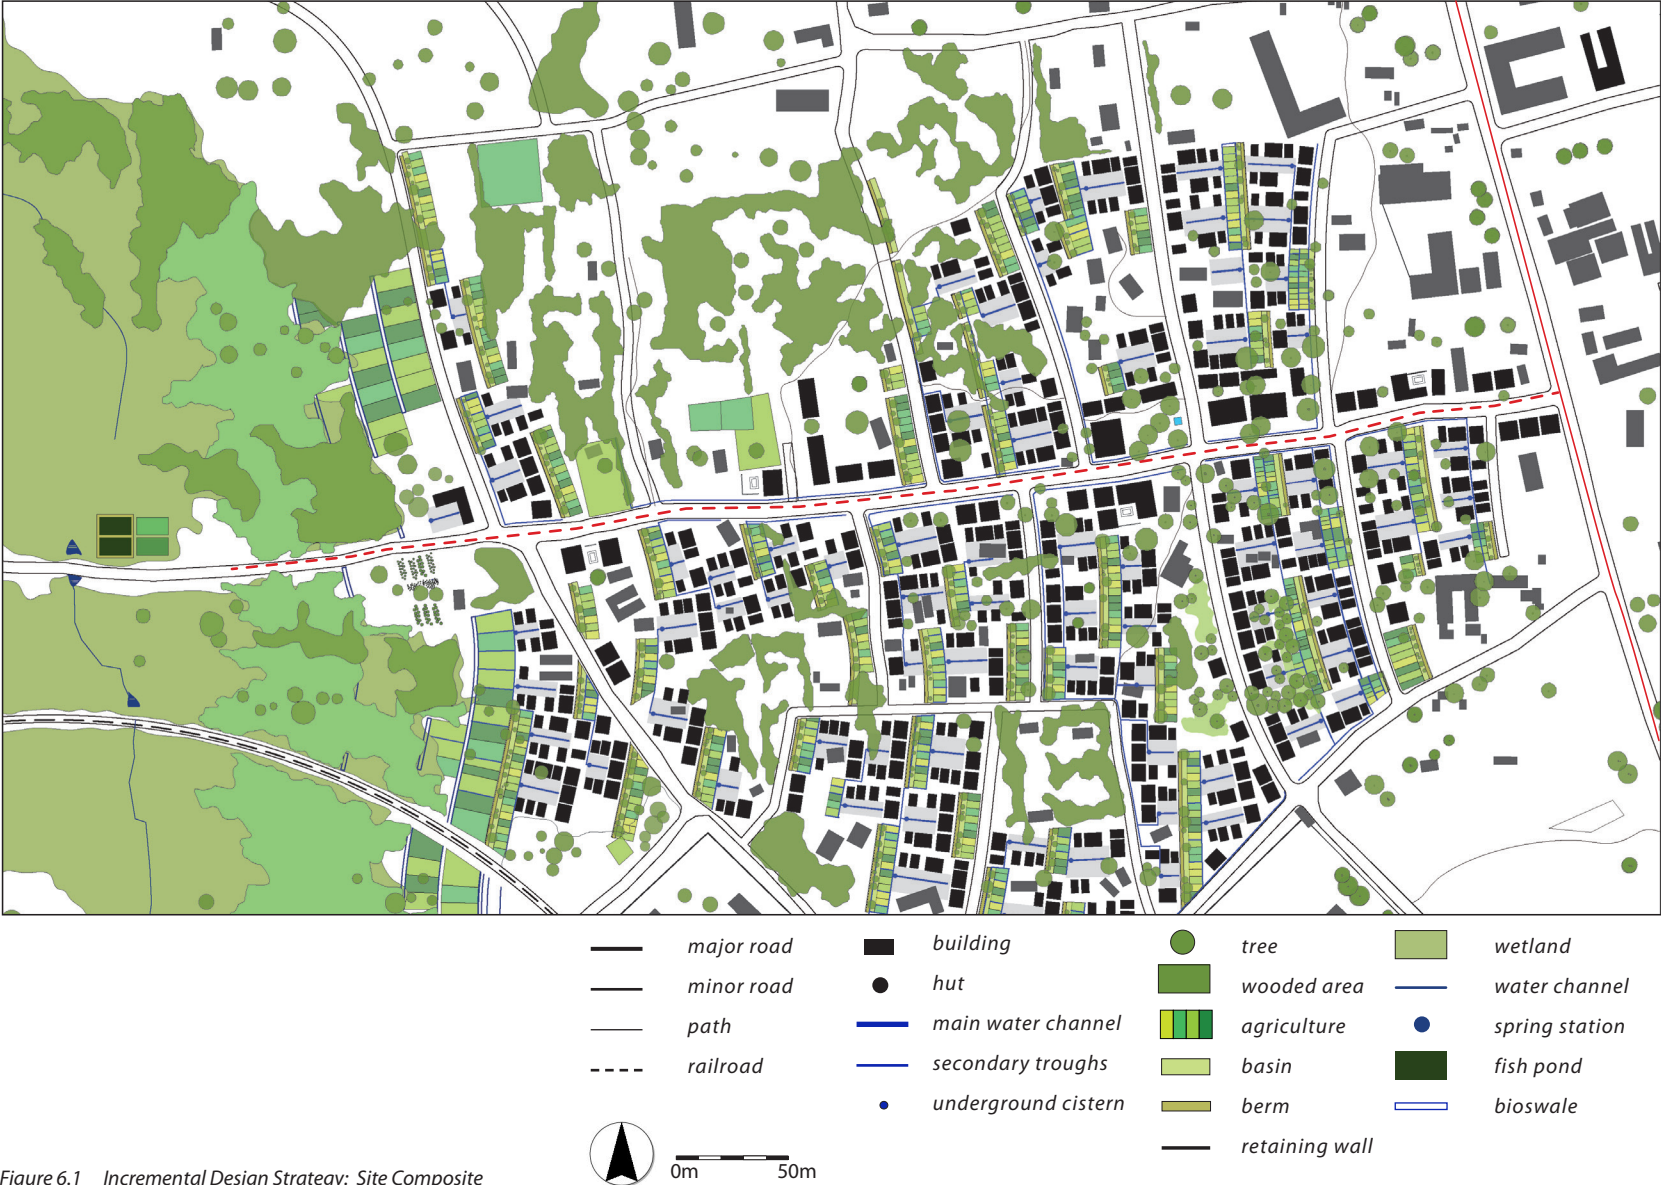 major road
minor road
path
railroad
building
hut
main water channel
secondary troughs
underground cistern
tree
wooded area
agriculture
basin
berm
retaining wall
wetland
water channel
spring station
fish pond
bioswale
0m 50m
Figure 6.1 Incremental Design Strategy: Site Composite